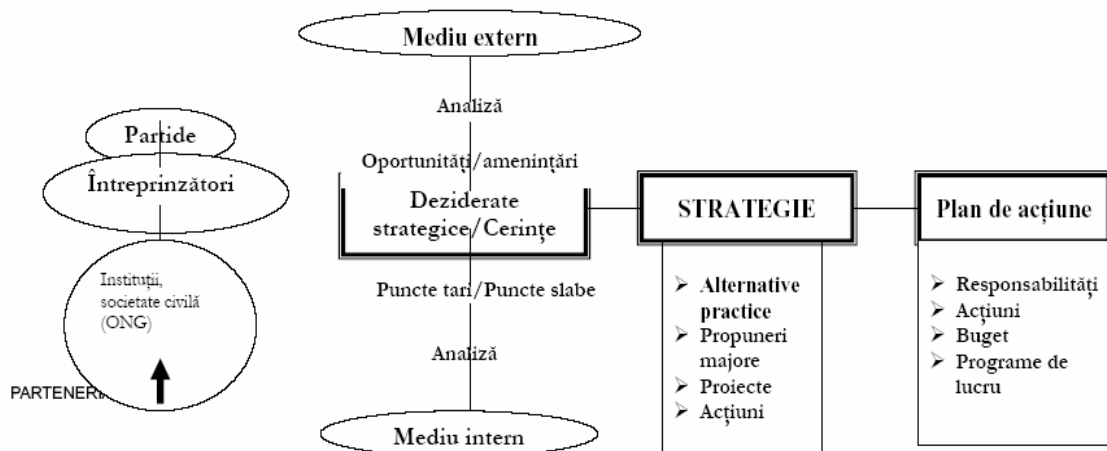 Mediu extern
Analiză
Oportunități/amenințări
Deziderate
strategice/Cerințe
Puncte tari/Puncte slabe
Analiză
Mediu intern
Partide
Întreprinzători
Instituții,
societate civilă
(ONG)
PARTENERI
STRATEGIE
Alternative
practice
Propuneri
majore
Proiecte
Acțiuni
Plan de acțiune
Responsabilități
Acțiuni
Buget
Programe de
lucru